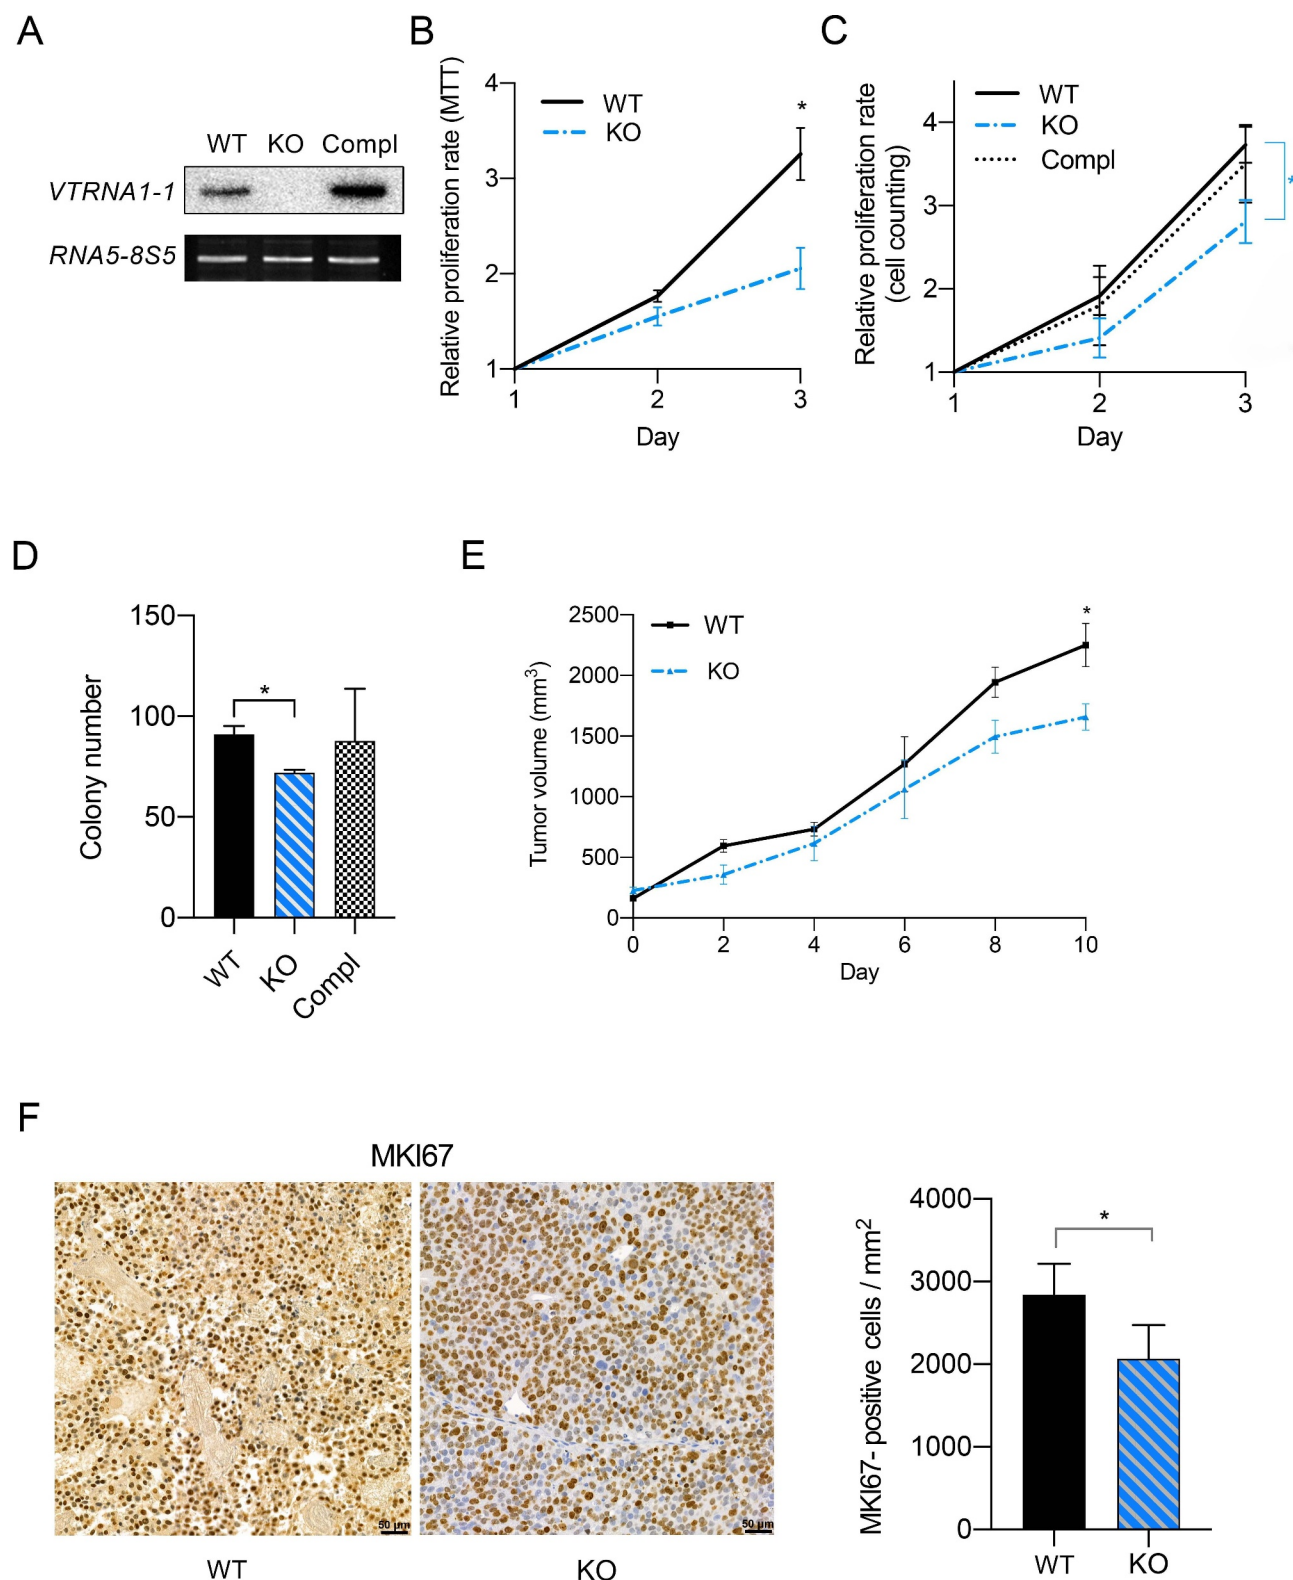 A
WT KO Compl
VTRNA1-1
RNA5-8S5
B
Relative proliferation rate (MTT)
4
3
2
1
WT
KO
*
1 2 3
Day
C
Relative proliferation rate
(cell counting)
4
3
2
1
WT
KO
Compl
*
1 2 3
Day
D
Colony number
150
100
50
0
*
WT
KO
Compl
E
Tumor volume (mm³)
2500
2000
1500
1000
500
0
WT
KO
*
0 2 4 6 8 10
Day
F
MKI67
50 µm
50 µm
WT KO
MKI67- positive cells / mm²
4000
3000
2000
1000
0
*
WT KO